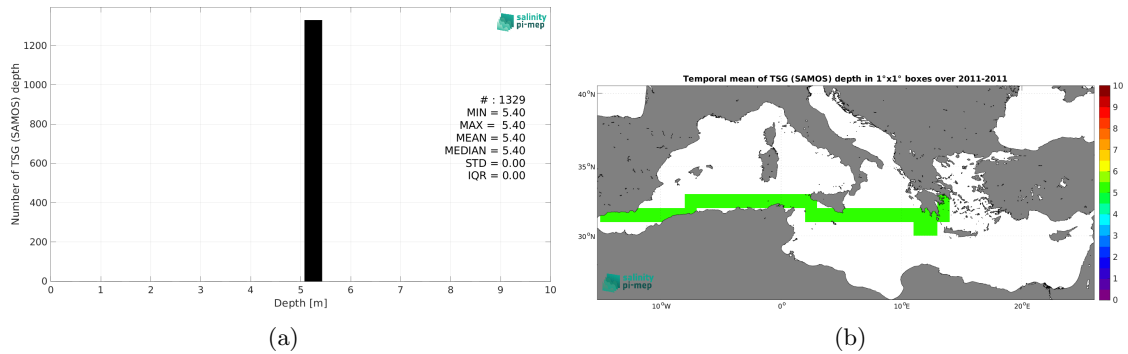 salinity
pi-mep
1200
1000
800
600
400
200
0
Number of TSG (SAMOS) depth
# : 1329
MIN = 5.40
MAX = 5.40
MEAN = 5.40
MEDIAN = 5.40
STD = 0.00
IQR = 0.00
0 1 2 3 4 5 6 7 8 9 10
Depth [m]
(a)
Temporal mean of TSG (SAMOS) depth in 1°x1° boxes over 2011-2011
40°N
35°N
30°N
10°W 0° 10°E 20°E
salinity
pi-mep
10
9
8
7
6
5
4
3
2
1
0
(b)